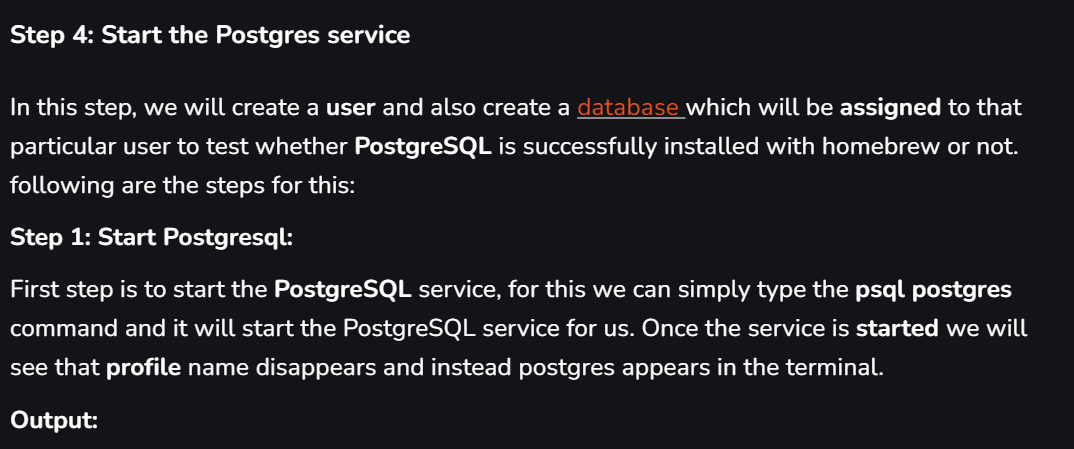 Step 4: Start the Postgres service
In this step, we will create a user and also create a database which will be assigned to that
particular user to test whether PostgreSQL is successfully installed with homebrew or not.
following are the steps for this:
Step 1: Start Postgresql:
First step is to start the PostgreSQL service, for this we can simply type the psql postgres
command and it will start the PostgreSQL service for us. Once the service is started we will
see that profile name disappears and instead postgres appears in the terminal.
Output: